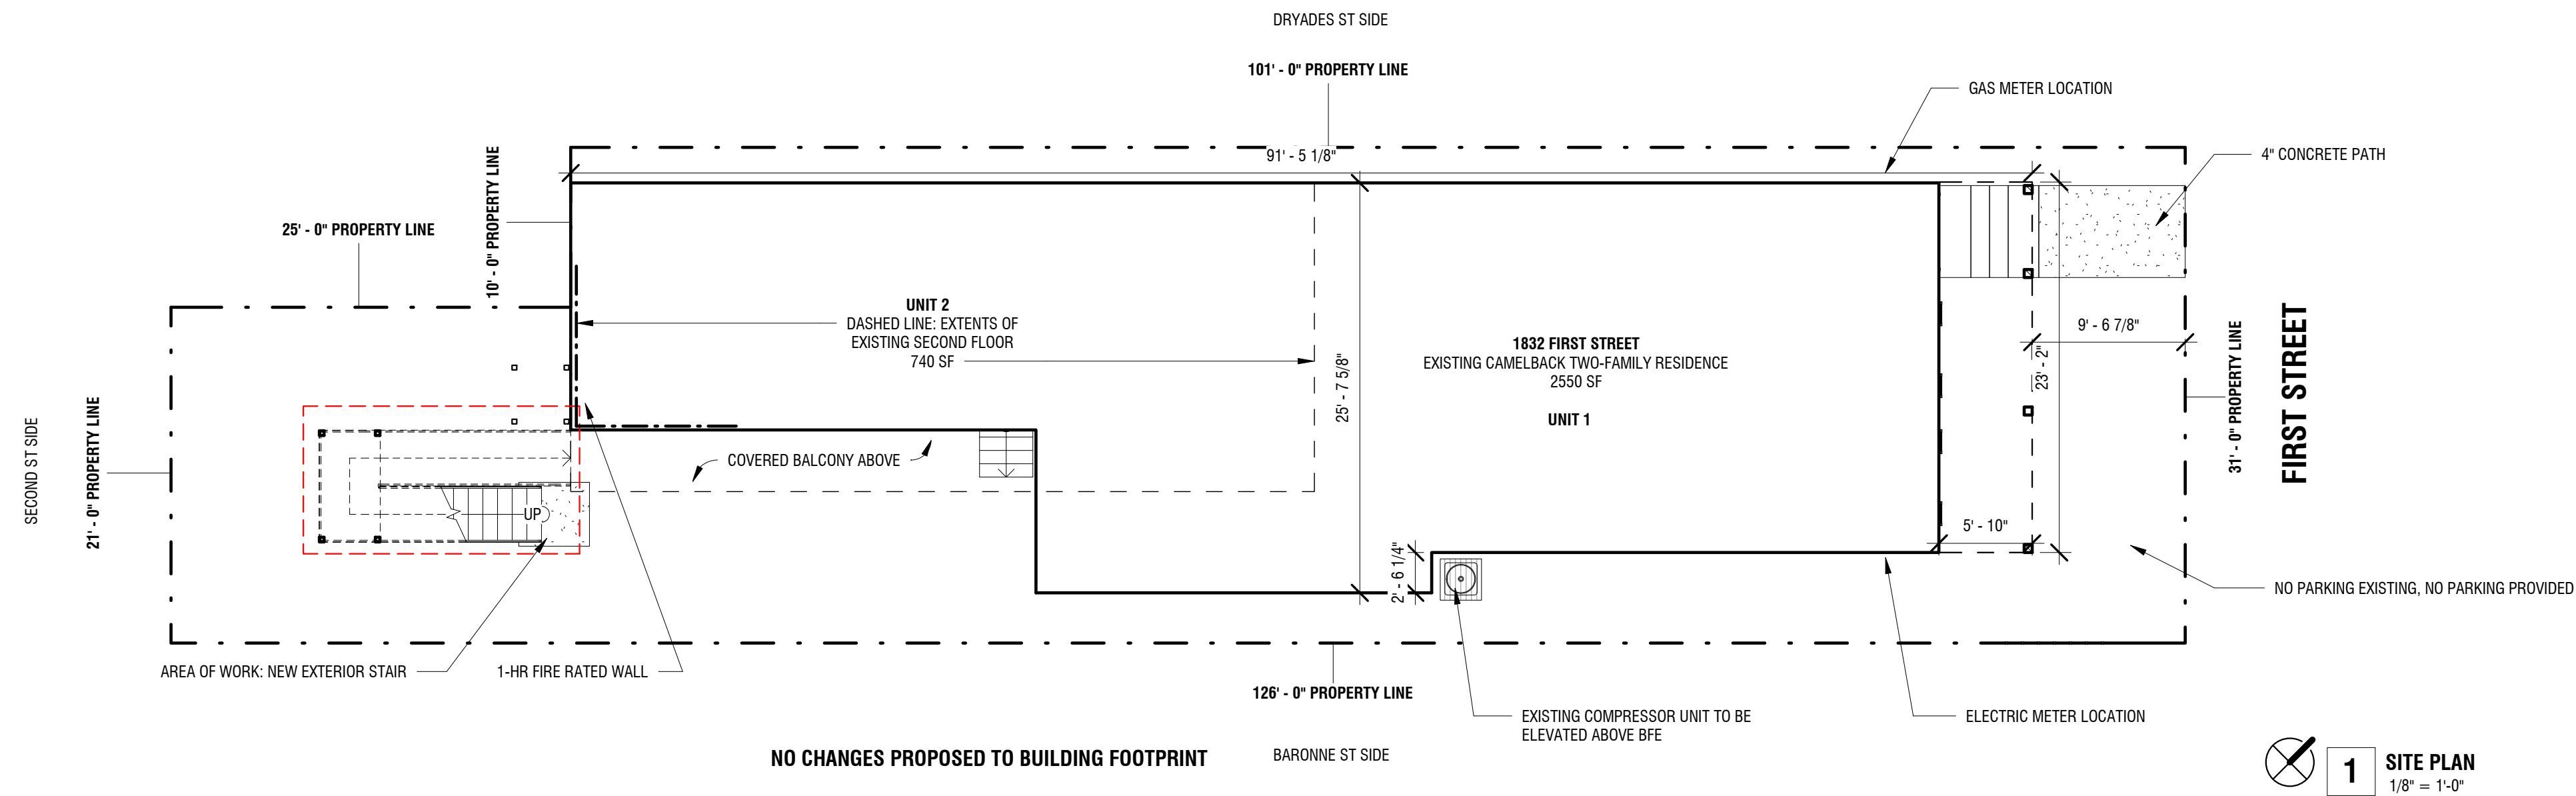 DRYADES ST SIDE
101' - 0" PROPERTY LINE
GAS METER LOCATION
4" CONCRETE PATH
91' - 5 1/8"
10' - 0" PROPERTY LINE
25' - 0" PROPERTY LINE
UNIT 2
DASHED LINE: EXTENTS OF
EXISTING SECOND FLOOR
740 SF
1832 FIRST STREET
EXISTING CAMELBACK TWO-FAMILY RESIDENCE
2550 SF
UNIT 1
25' - 7 5/8"
23' - 2"
9' - 6 7/8"
31' - 0" PROPERTY LINE
FIRST STREET
SECOND ST SIDE
21' - 0" PROPERTY LINE
COVERED BALCONY ABOVE
UP
5' - 10"
2' - 6 1/4"
NO PARKING EXISTING, NO PARKING PROVIDED
AREA OF WORK: NEW EXTERIOR STAIR
1-HR FIRE RATED WALL
126' - 0" PROPERTY LINE
EXISTING COMPRESSOR UNIT TO BE
ELEVATED ABOVE BFE
ELECTRIC METER LOCATION
NO CHANGES PROPOSED TO BUILDING FOOTPRINT
BARONNE ST SIDE
1
SITE PLAN
1/8" = 1'-0"